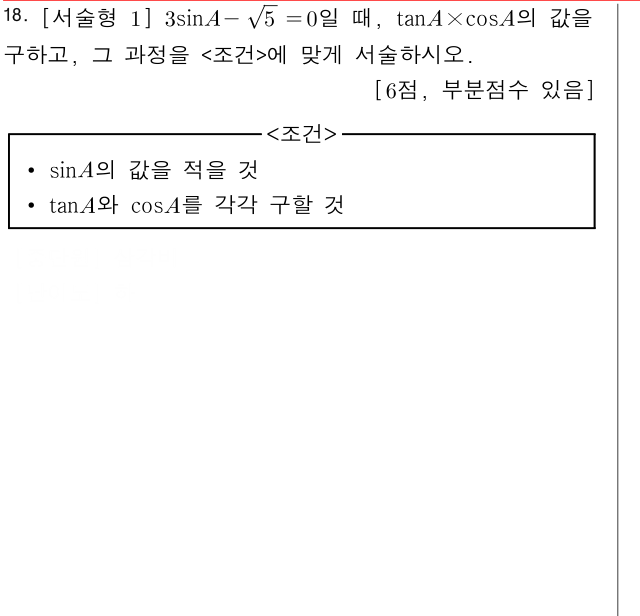 18. [서술형 1] 3sinA−√5 =0일 때, tanA×cosA의 값을
구하고, 그 과정을 <조건>에 맞게 서술하시오.
[6점, 부분점수 있음]
<조건>
• sinA의 값을 적을 것
• tanA와 cosA를 각각 구할 것